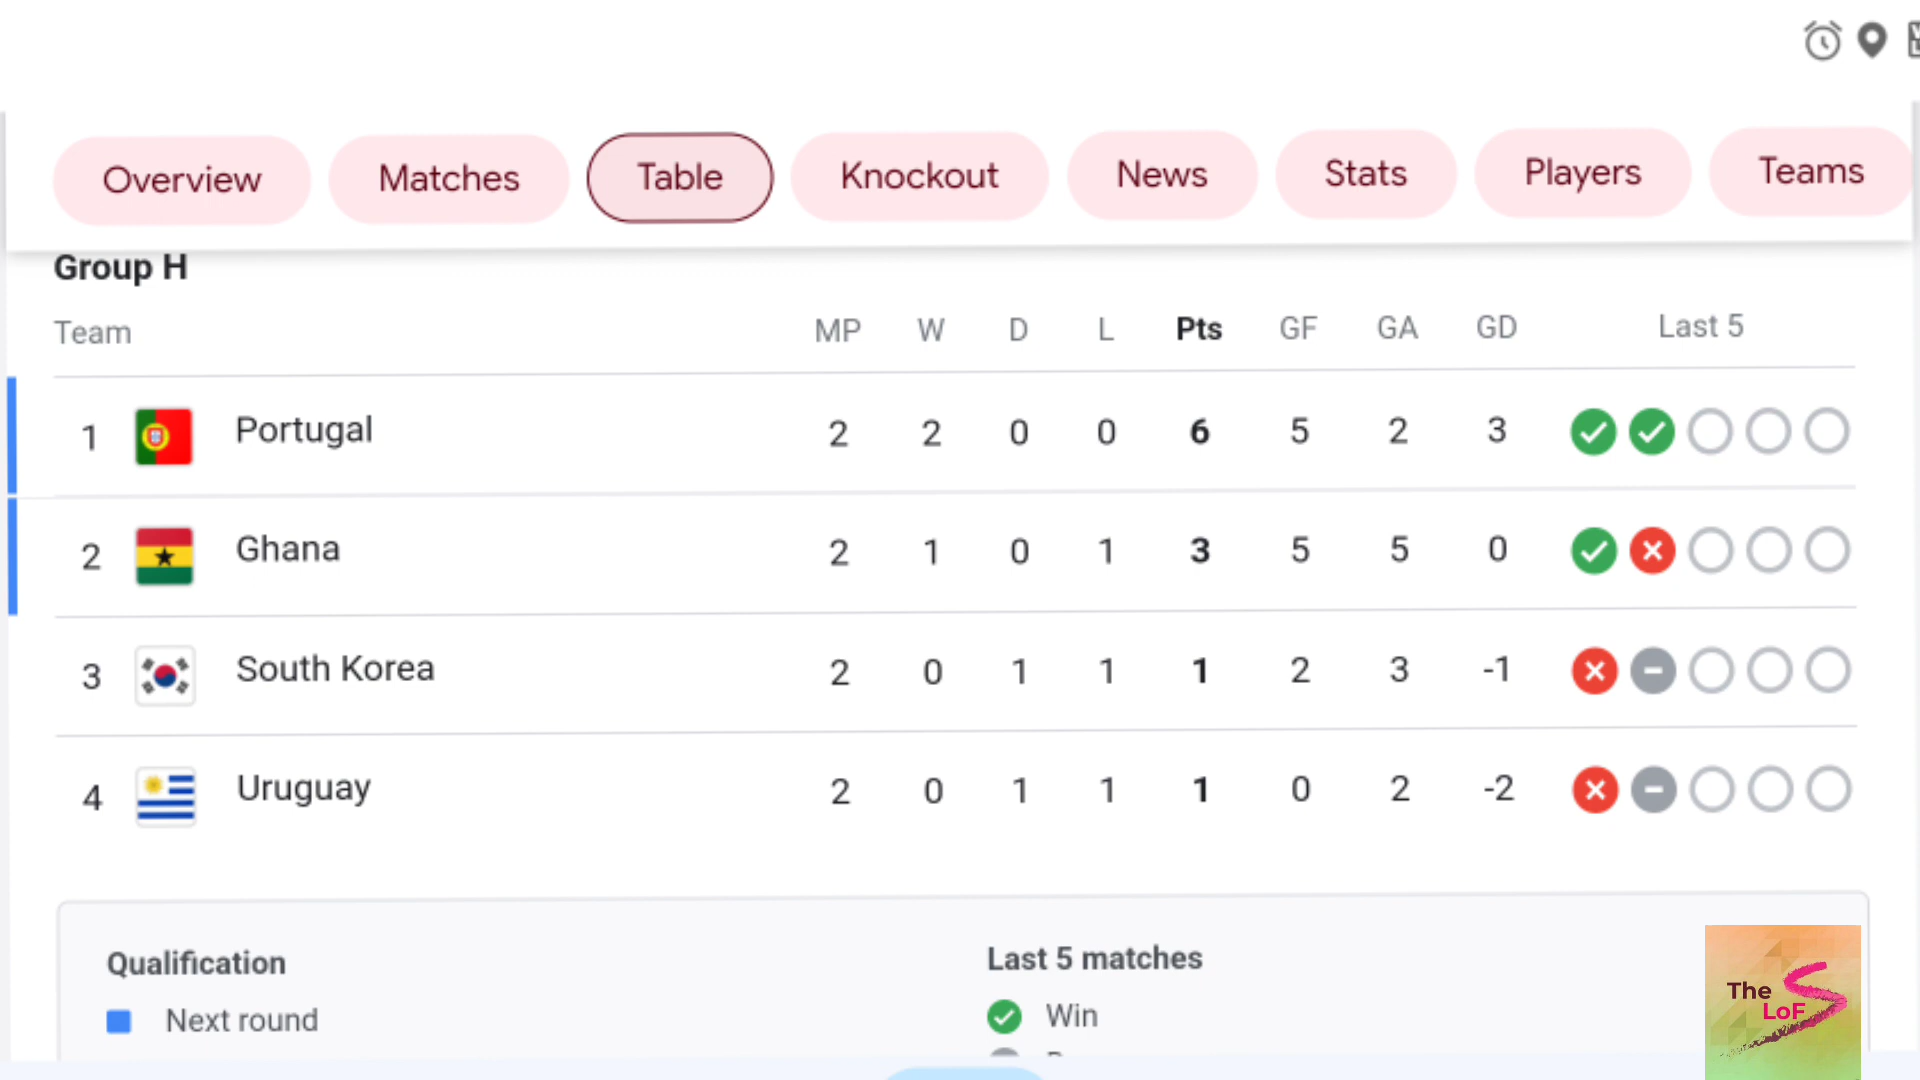 Overview Matches Table Knockout News Stats Players Teams
Group H
Team MP W D L Pts GF GA GD Last 5
1 Portugal 2 2 0 0 6 5 2 3
2 Ghana 2 1 0 1 3 5 5 0
3 South Korea 2 0 1 1 1 2 3 -1
4 Uruguay 2 0 1 1 1 0 2 -2
Qualification
Next round
Last 5 matches
Win
The
LoF
S